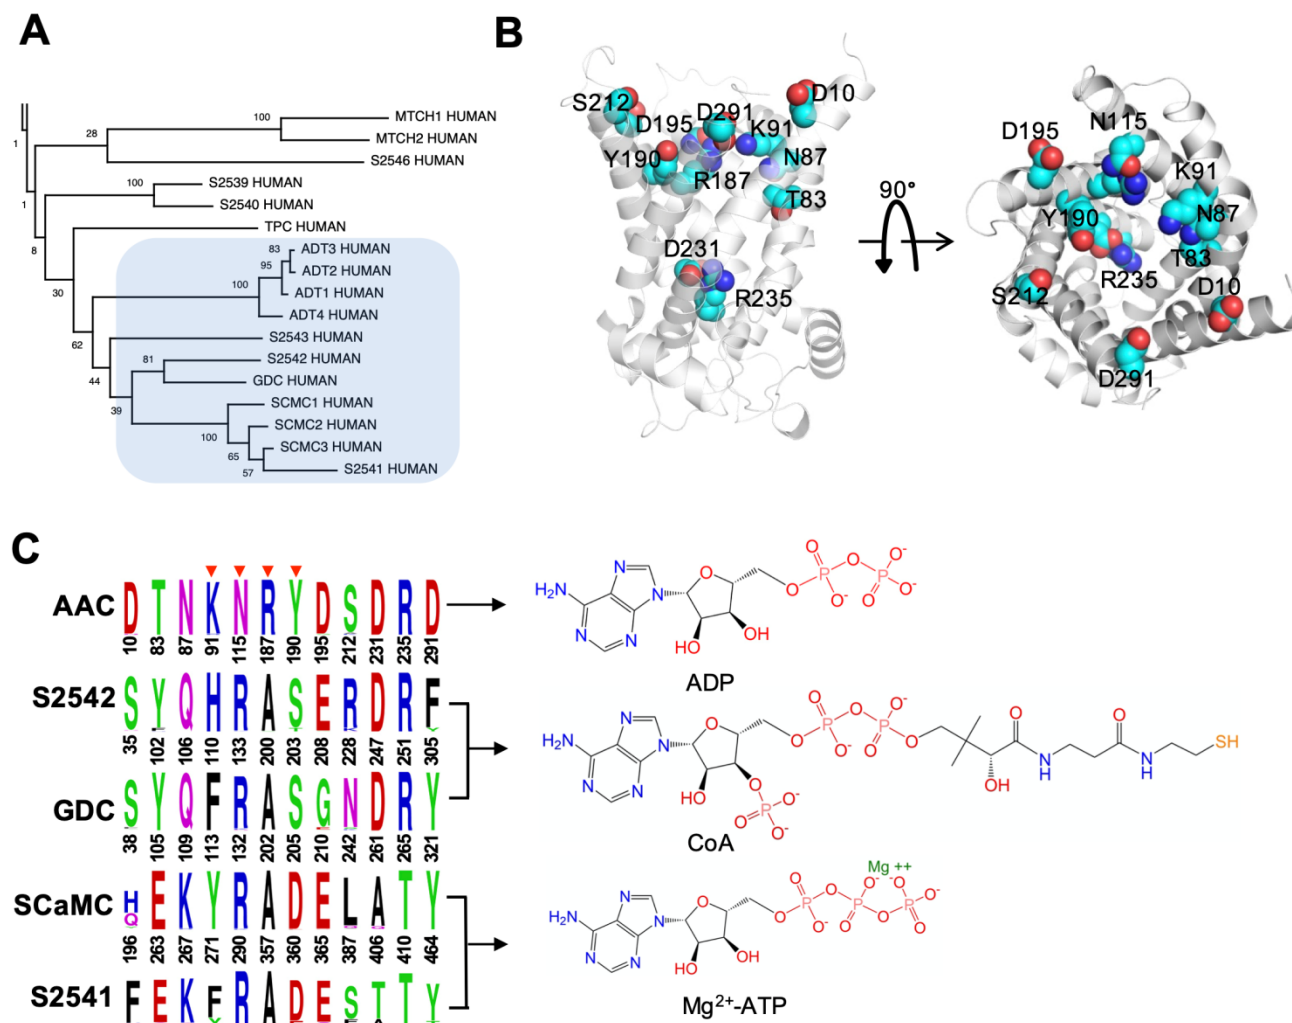 A
B
MTCH1 HUMAN
100
28
MTCH2 HUMAN
1
S2546 HUMAN
100
S2539 HUMAN
1
S2540 HUMAN
TPC HUMAN
8
83
ADT3 HUMAN
95
ADT2 HUMAN
100
30
ADT1 HUMAN
ADT4 HUMAN
S2543 HUMAN
62
81
S2542 HUMAN
44
GDC HUMAN
39
SCMC1 HUMAN
SCMC2 HUMAN
100
SCMC3 HUMAN
65
57
S2541 HUMAN
S212
D291
D10
D195
K91
Y190
N87
R187
T83
D231
R235
90°
N115
D195
K91
Y190
N87
T83
R235
S212
D10
D291
C
AAC
D T N K N R Y D S D R D
10 83 87 91 115 187 190 195 212 231 235 291
S2542
S Y Q H R A S E R D R F
35 102 106 110 133 200 203 208 228 247 251 305
GDC
S Y Q F R A S G N D R Y
38 105 109 113 132 202 205 210 242 261 265 321
SCaMC
H E K Y R A D E L A T Y
Q
196 263 267 271 290 357 360 365 387 406 410 464
S2541
F E K F R A D E S T T Y
H₂N N N N N O O P O⁻ O P O⁻ O O O⁻
HO OH
ADP
H₂N N N N N O O P O⁻ O P O⁻ O O O O OH N H O N H SH
HO O P O O⁻ O⁻
CoA
Mg ++
H₂N N N N N O O P O⁻ O P O⁻ O P O⁻ O O O O⁻
HO OH
Mg²⁺-ATP